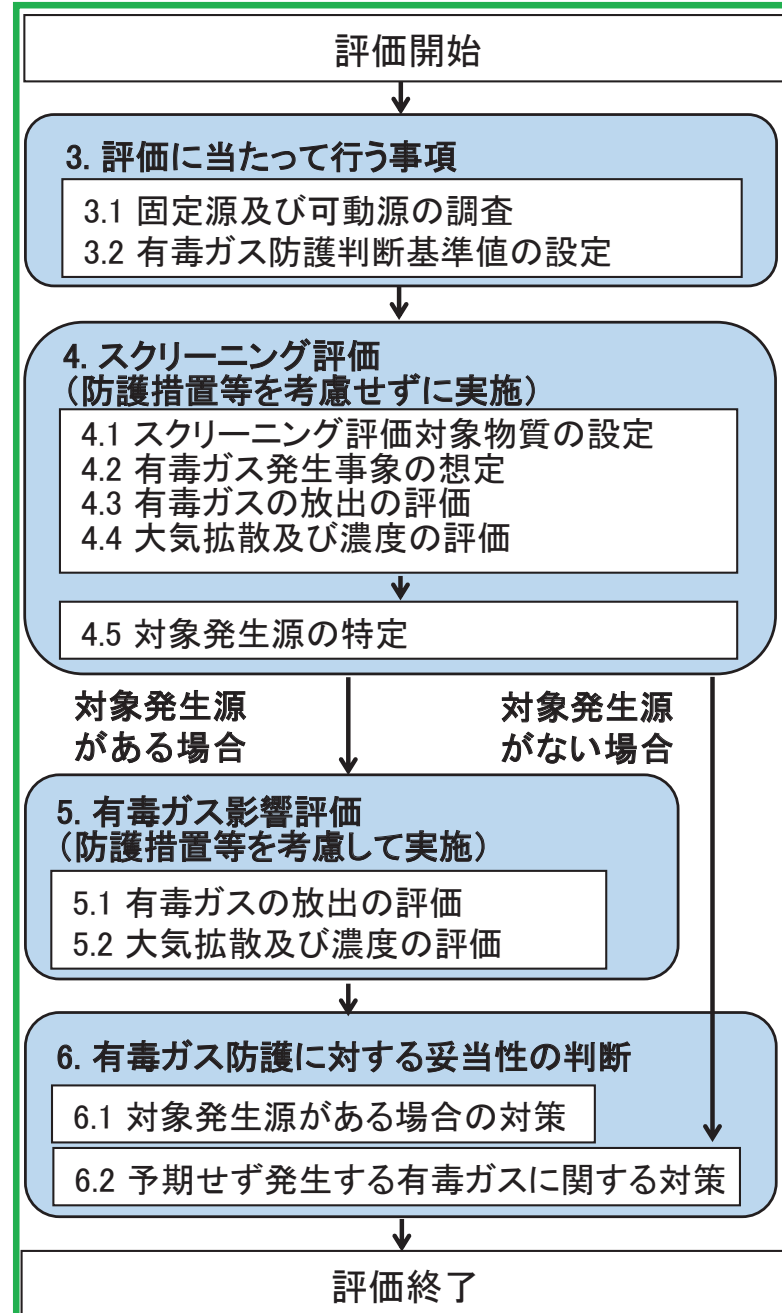 評価開始
3. 評価に当たって行う事項
3.1 固定源及び可動源の調査
3.2 有毒ガス防護判断基準値の設定
4. スクリーニング評価
（防護措置等を考慮せずに実施）
4.1 スクリーニング評価対象物質の設定
4.2 有毒ガス発生事象の想定
4.3 有毒ガスの放出の評価
4.4 大気拡散及び濃度の評価
4.5 対象発生源の特定
対象発生源
がある場合
対象発生源
がない場合
5. 有毒ガス影響評価
（防護措置等を考慮して実施）
5.1 有毒ガスの放出の評価
5.2 大気拡散及び濃度の評価
6. 有毒ガス防護に対する妥当性の判断
6.1 対象発生源がある場合の対策
6.2 予期せず発生する有毒ガスに関する対策
評価終了